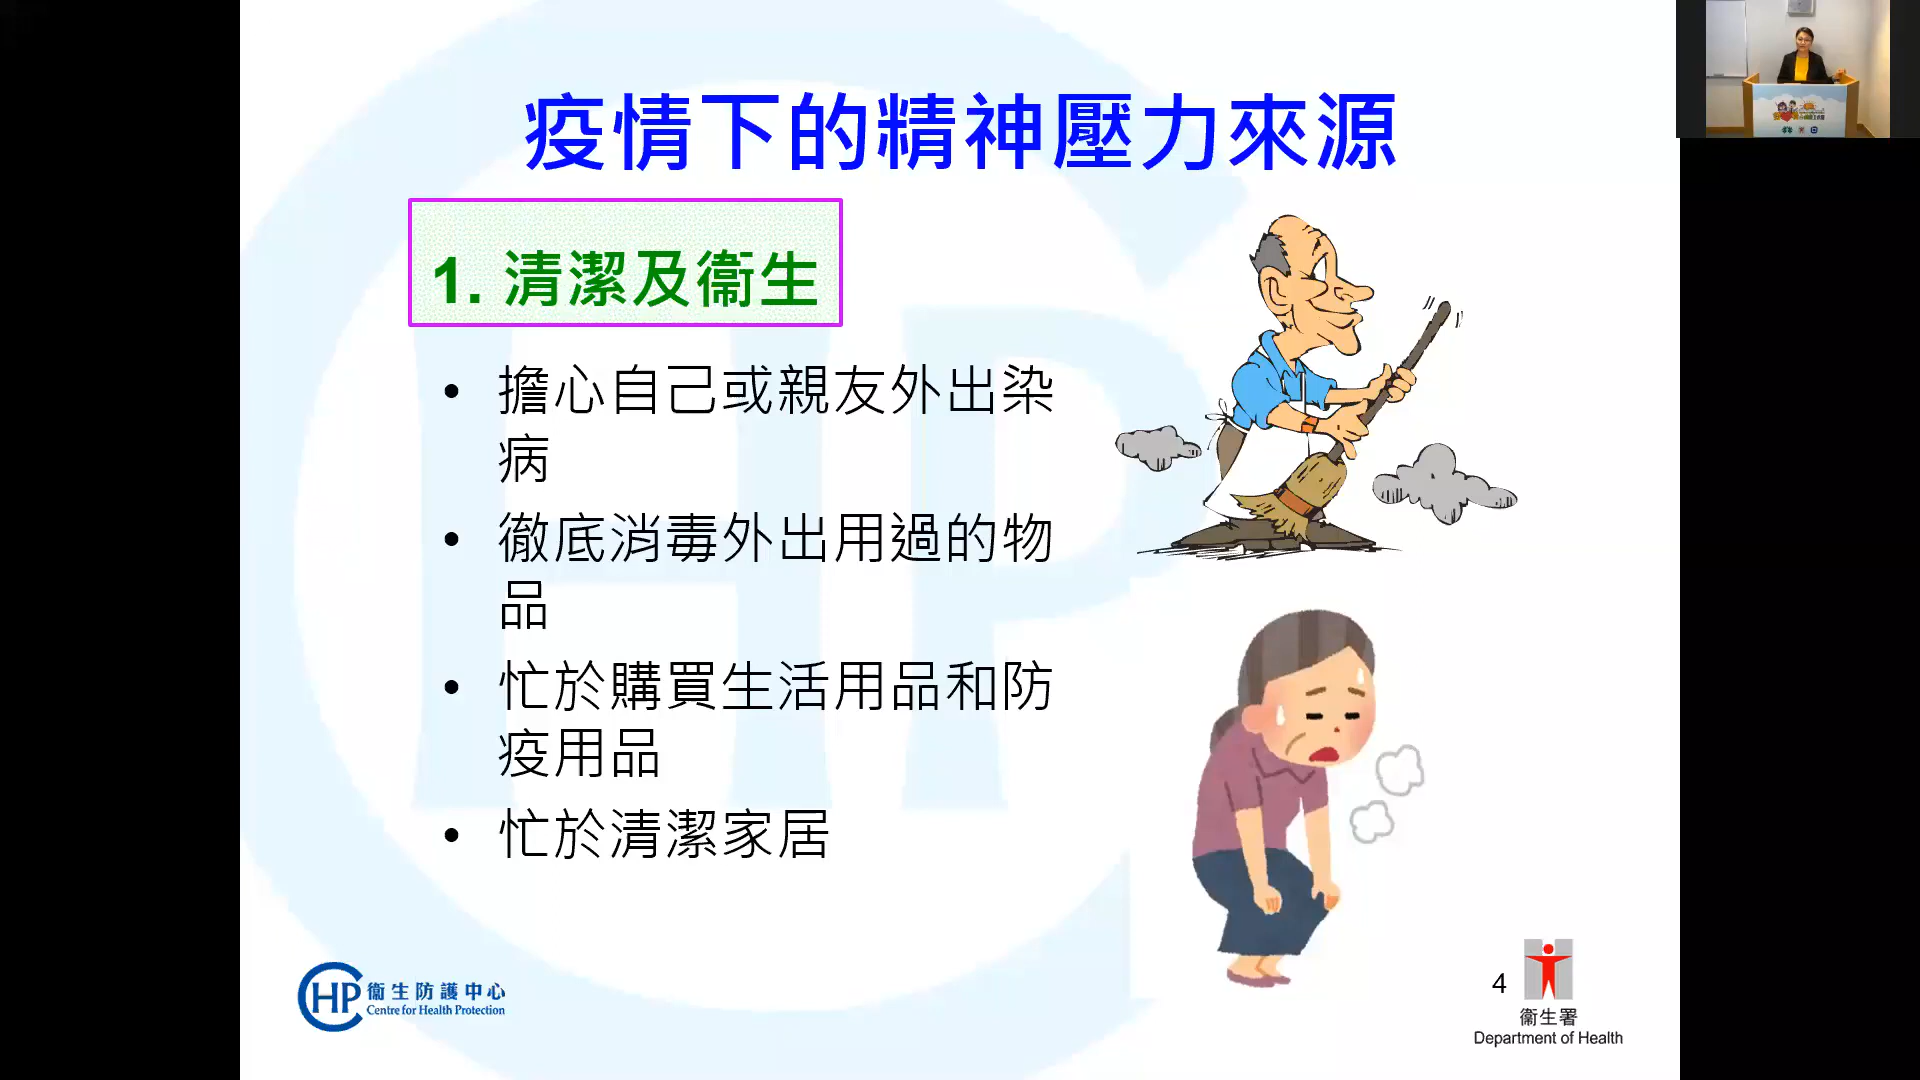 疫情下的精神壓力來源
1. 清潔及衞生
• 擔心自己或親友外出染
病
• 徹底消毒外出用過的物
品
• 忙於購買生活用品和防
疫用品
• 忙於清潔家居
CHP 衞生防護中心
Centre for Health Protection
4
衞生署
Department of Health